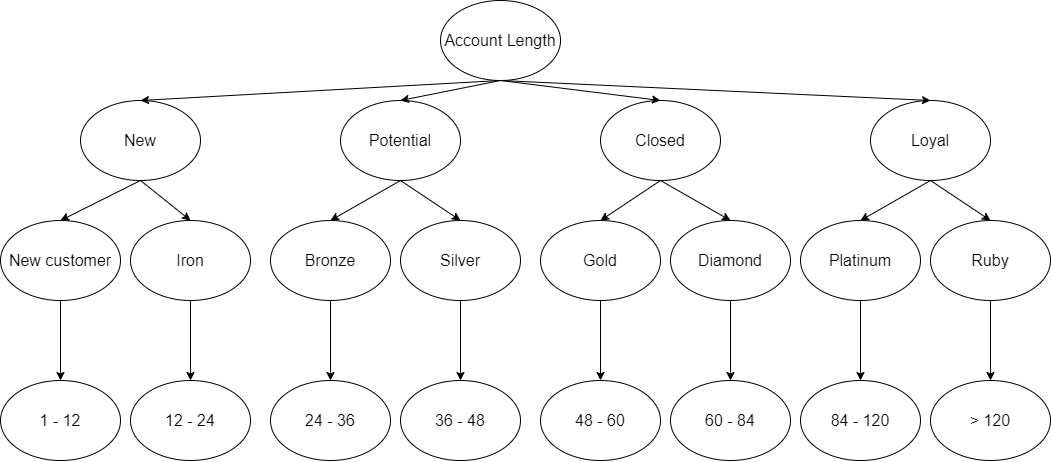 Account Length
New
Potential
Closed
Loyal
New customer
Iron
Bronze
Silver
Gold
Diamond
Platinum
Ruby
1 - 12
12 - 24
24 - 36
36 - 48
48 - 60
60 - 84
84 - 120
> 120